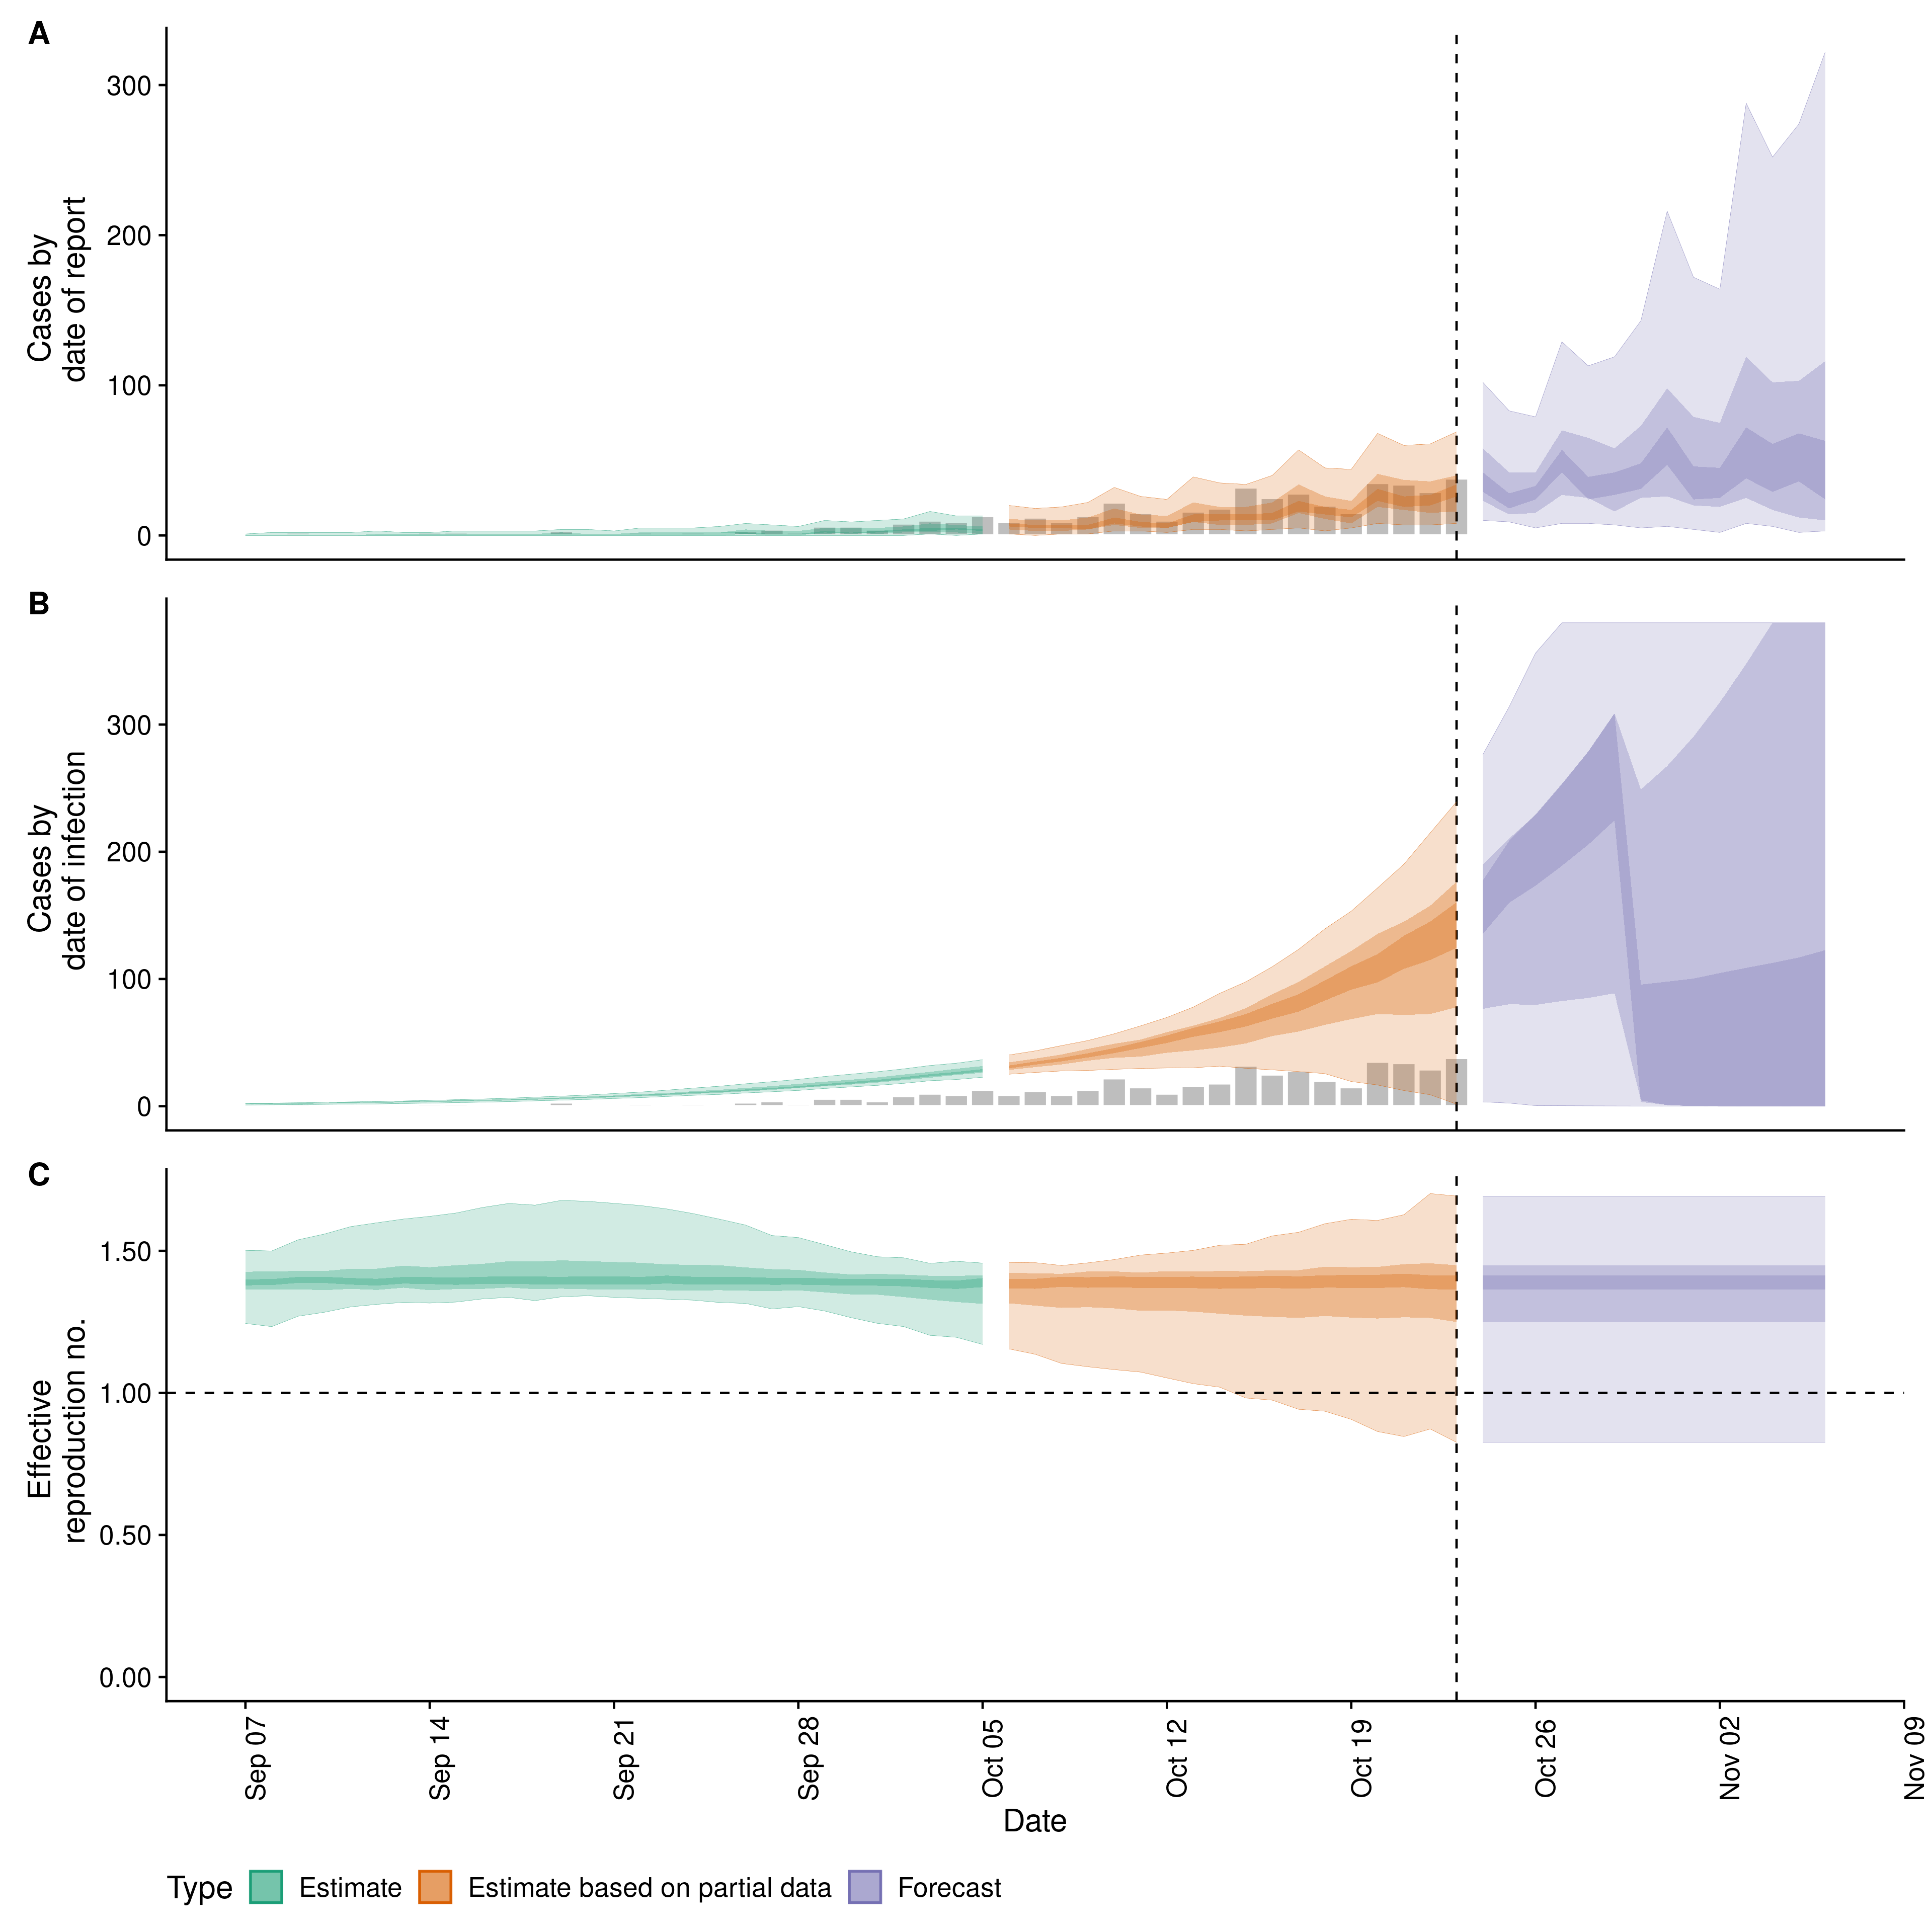 A
300
200
100
0
Cases by
date of report
B
300
200
100
0
Cases by
date of infection
C
1.50
1.00
0.50
0.00
Effective
reproduction no.
Sep 07
Sep 14
Sep 21
Sep 28
Oct 05
Oct 12
Oct 19
Oct 26
Nov 02
Nov 09
Date
Type Estimate Estimate based on partial data Forecast